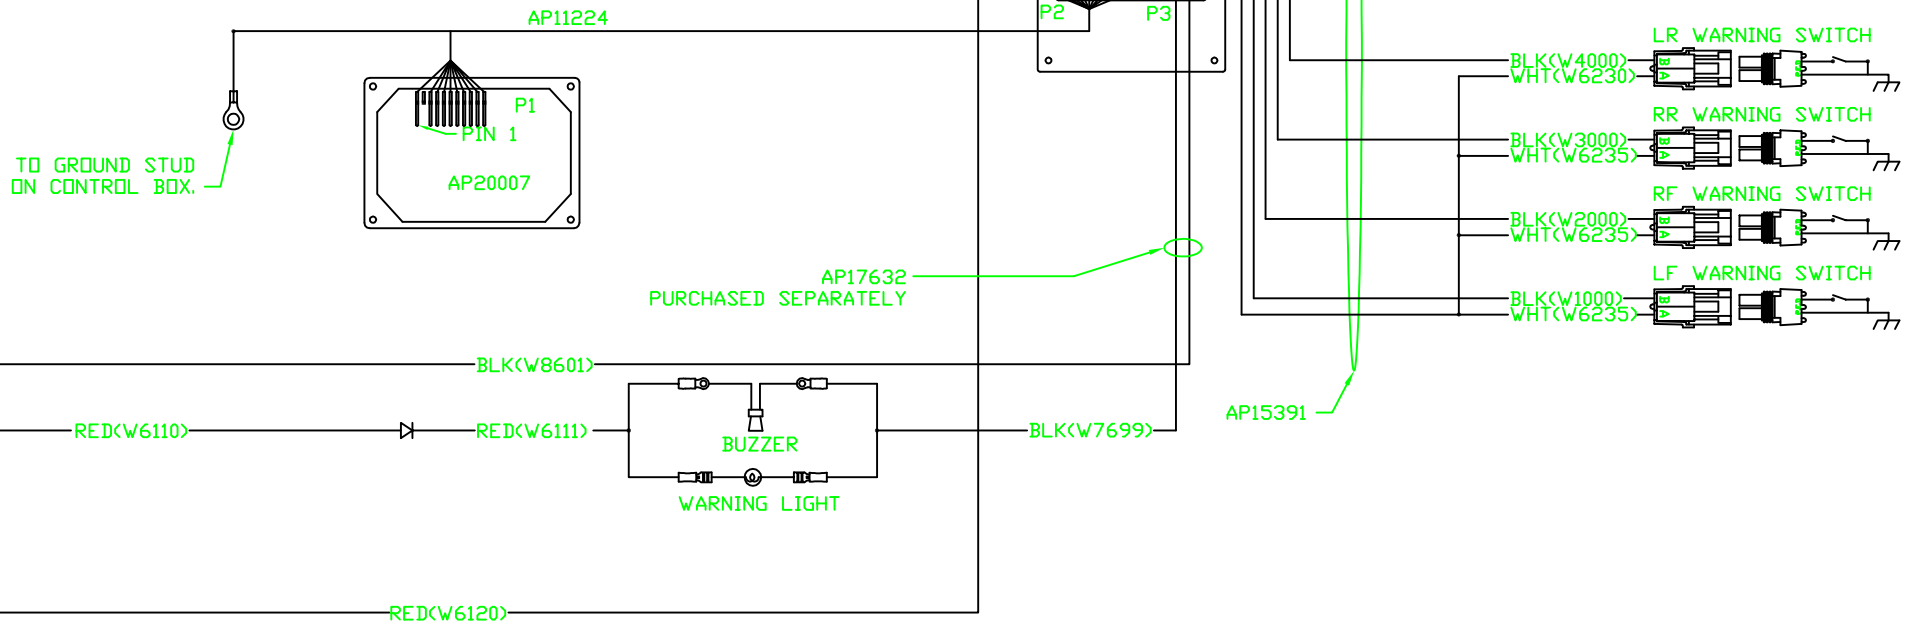 AP11224
P2
P3
P1
PIN 1
AP20007
TO GROUND STUD
ON CONTROL BOX.
AP17632
PURCHASED SEPARATELY
BLK(W8601)
RED(W6110)
RED(W6111)
BUZZER
WARNING LIGHT
BLK(W7699)
RED(W6120)
AP15391
LR WARNING SWITCH
BLK(W4000)
WHT(W6230)
B
A
RR WARNING SWITCH
BLK(W3000)
WHT(W6235)
B
A
RF WARNING SWITCH
BLK(W2000)
WHT(W6235)
B
A
LF WARNING SWITCH
BLK(W1000)
WHT(W6235)
B
A